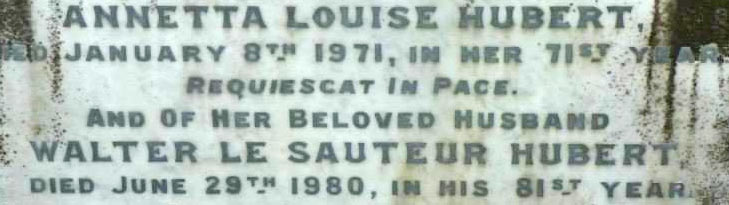 ANNETTA LOUISE HUBERT,
DIED JANUARY 8TH 1971, IN HER 71ST YEAR
REQUIESCAT IN PACE.
AND OF HER BELOVED HUSBAND
WALTER LE SAUTEUR HUBERT,
DIED JUNE 29TH 1980, IN HIS 81ST YEAR.